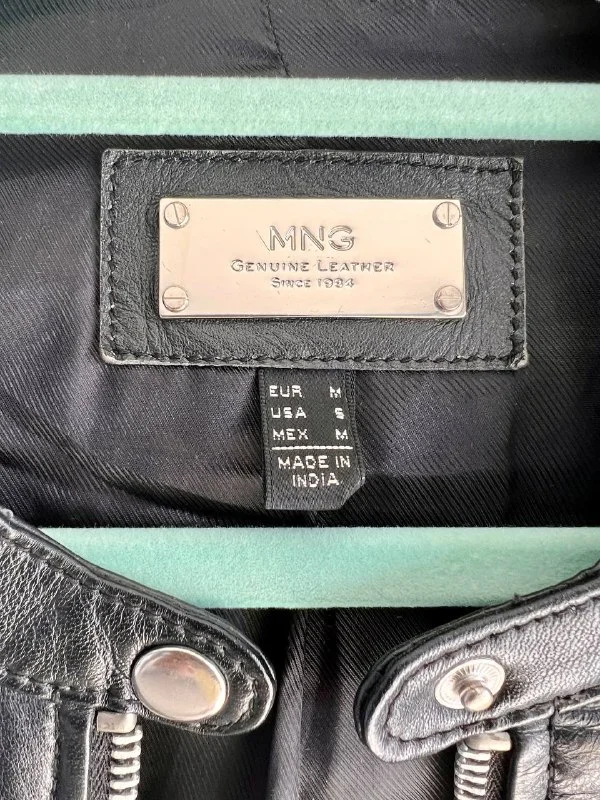 MNG
GENUINE LEATHER
SINCE 1984
EUR M
USA S
MEX M
MADE IN
INDIA